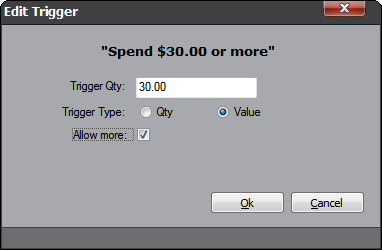 Edit Trigger
"Spend $30.00 or more"
Trigger Qty: 30.00
Trigger Type: Qty Value
Allow more:
Ok Cancel